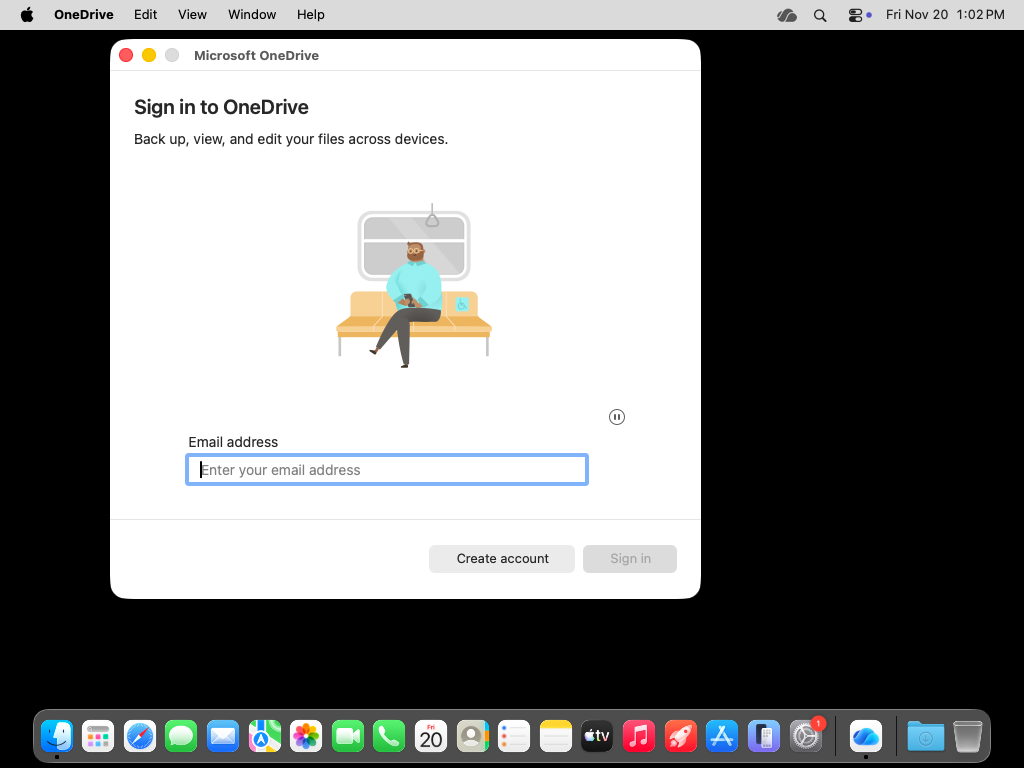 OneDrive Edit View Window Help Fri Nov 20 1:02 PM
Microsoft OneDrive
Sign in to OneDrive
Back up, view, and edit your files across devices.
Email address
Enter your email address
Create account Sign in
Fri
20
tv
1